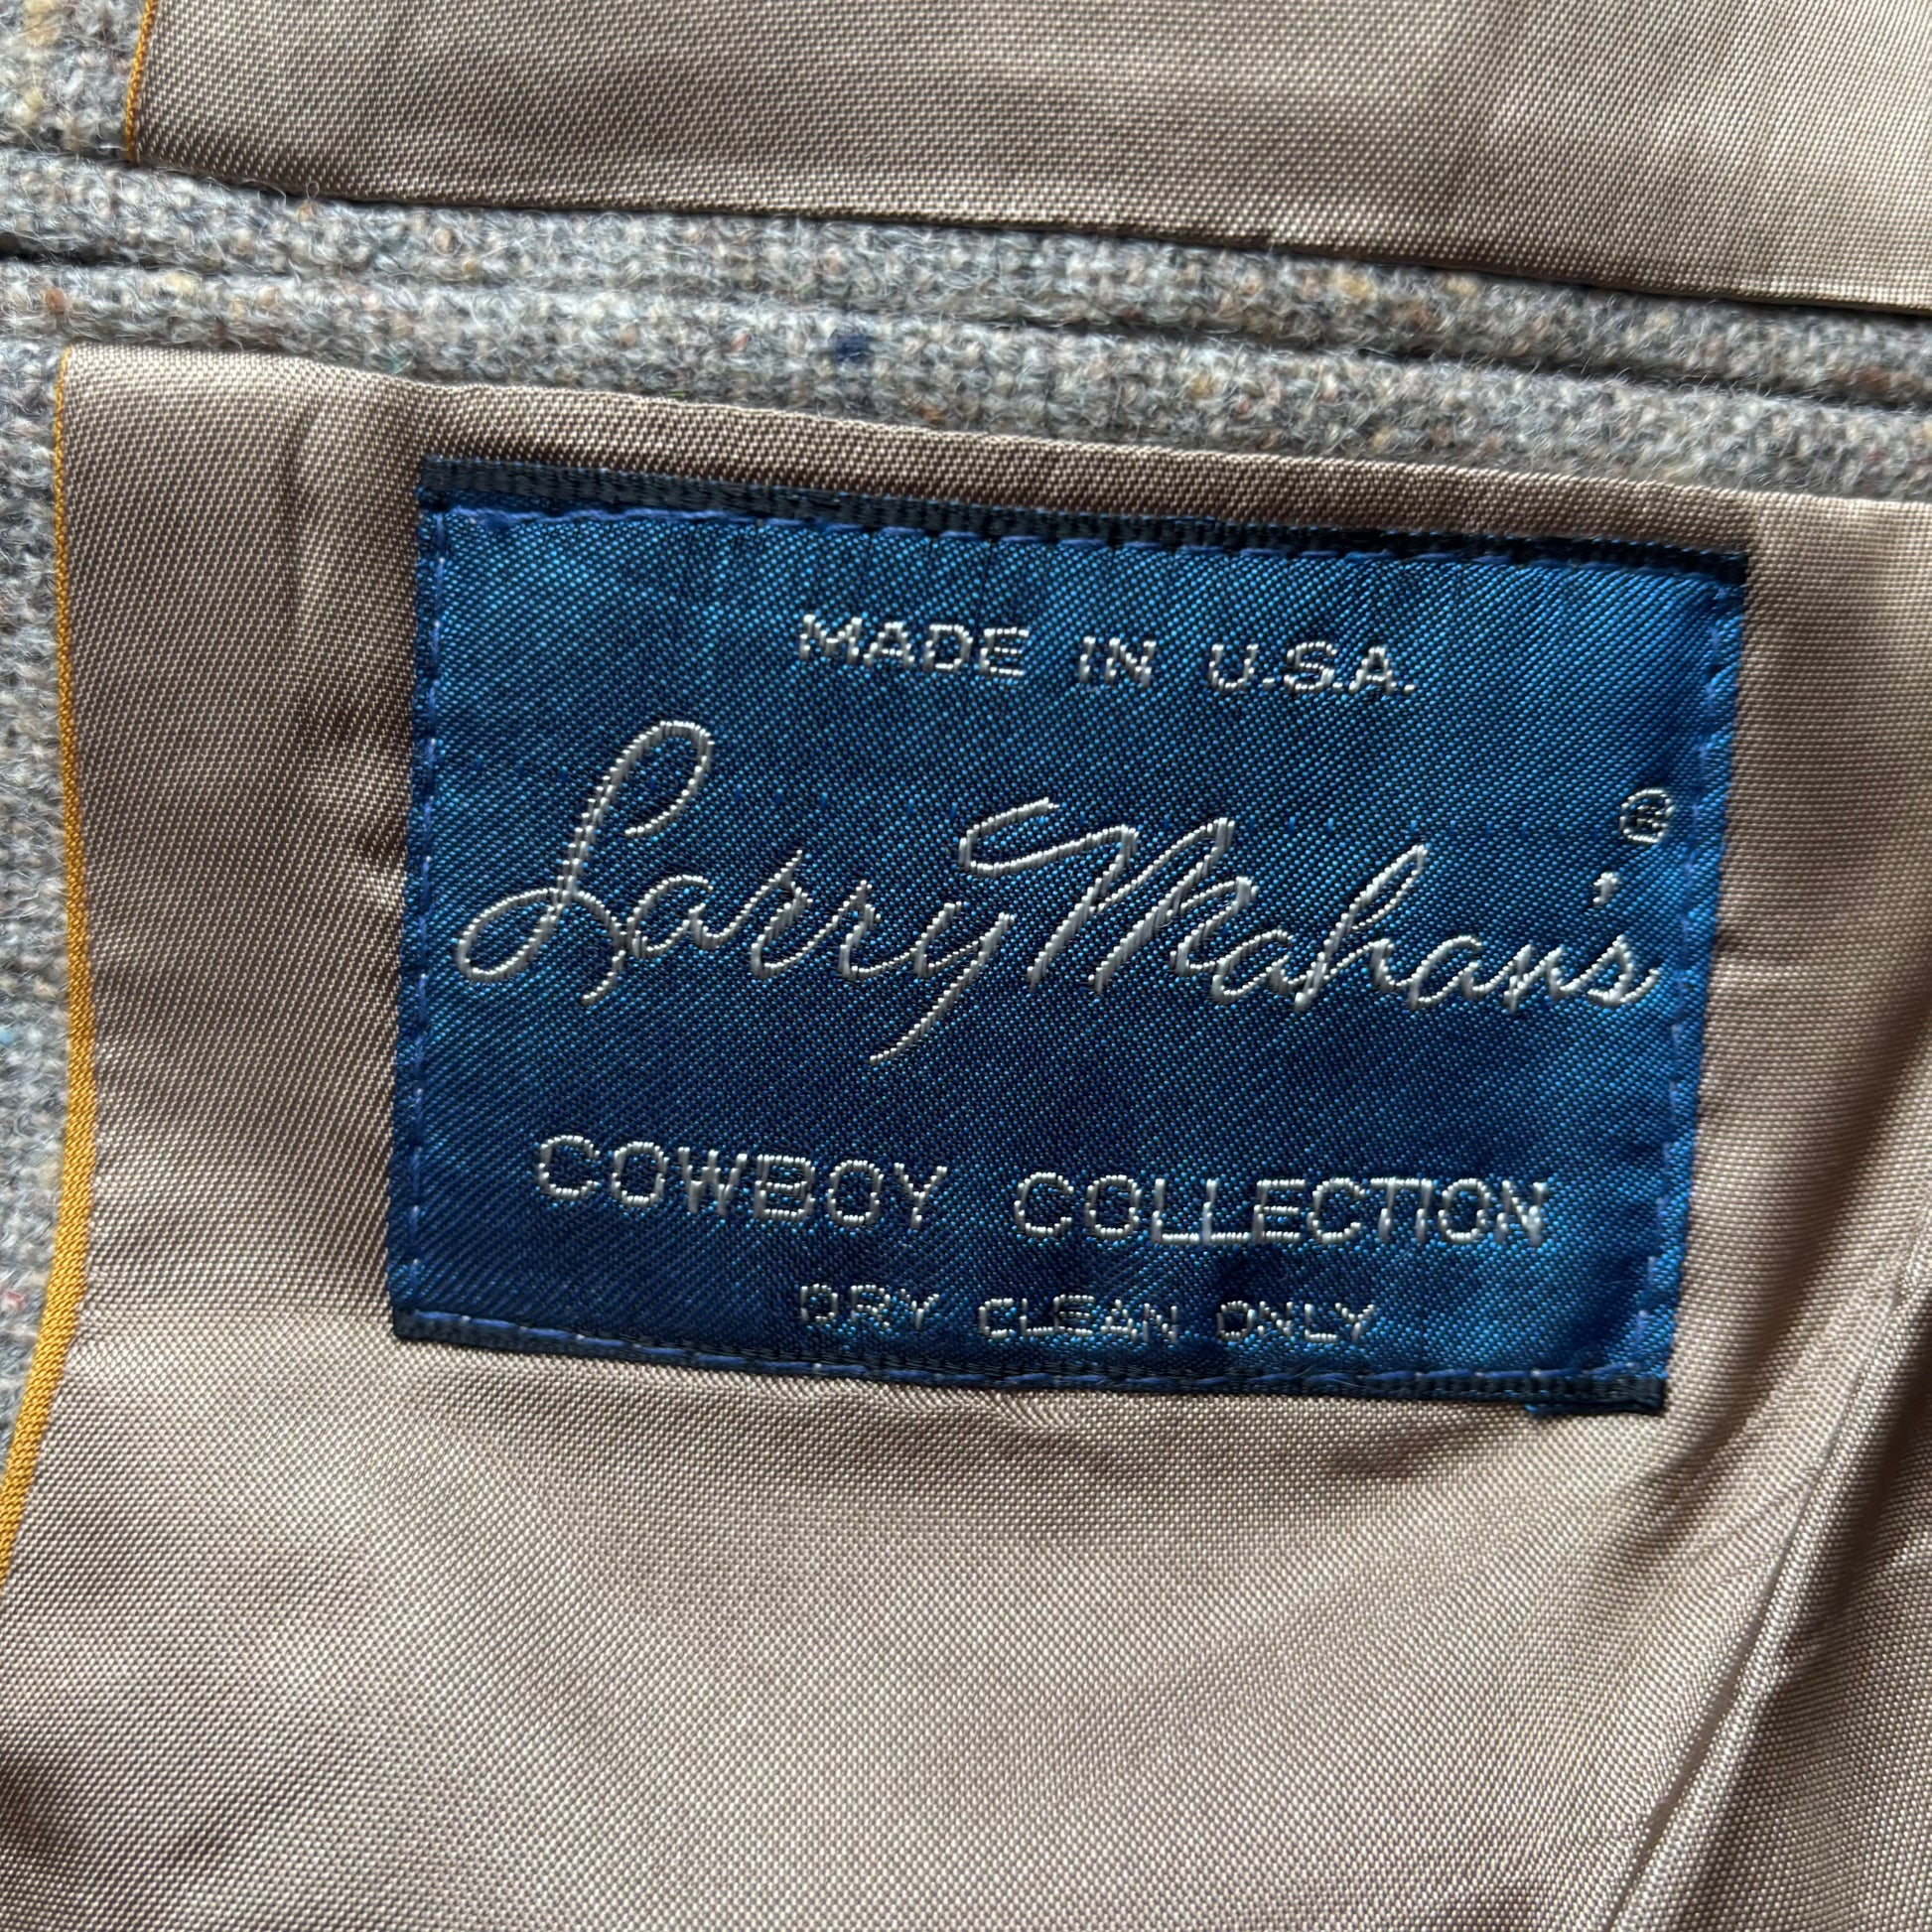 MADE IN U.S.A.
Larry Mahan's ®
COWBOY COLLECTION
DRY CLEAN ONLY